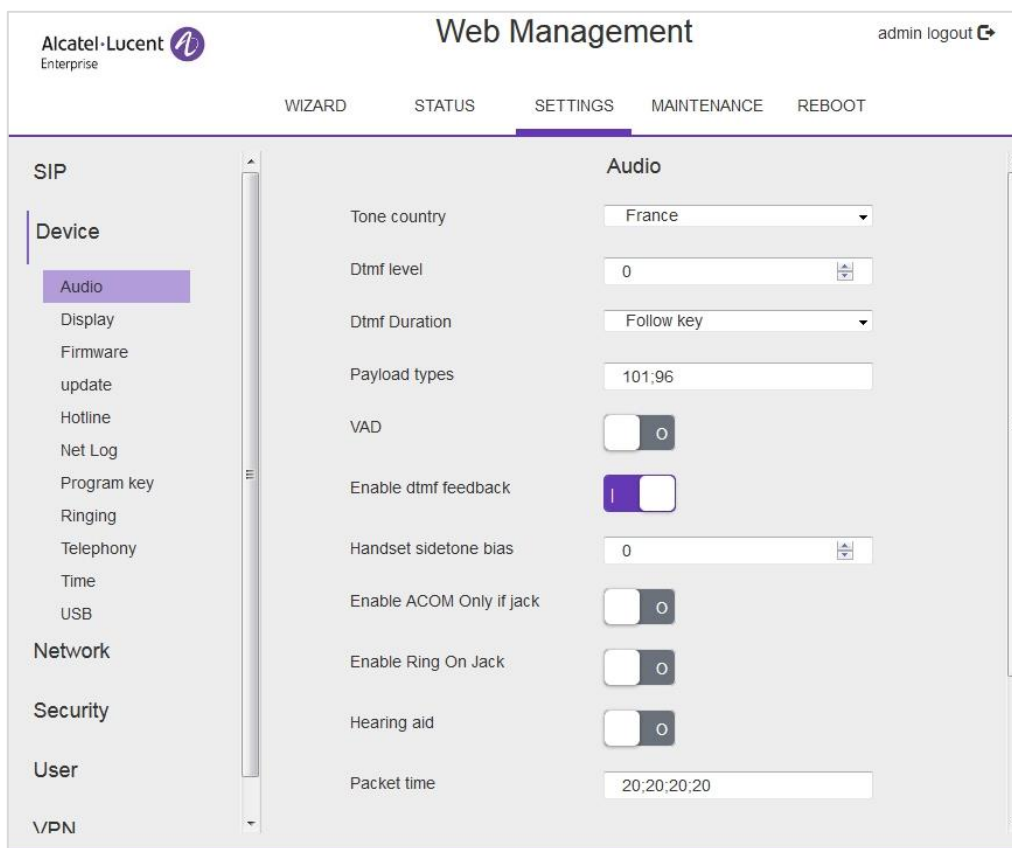 Alcatel·Lucent
Enterprise
Web Management
admin logout
WIZARD STATUS SETTINGS MAINTENANCE REBOOT
SIP
Device
Audio
Display
Firmware
update
Hotline
Net Log
Program key
Ringing
Telephony
Time
USB
Network
Security
User
VPN
Audio
Tone country France
Dtmf level 0
Dtmf Duration Follow key
Payload types 101;96
VAD O
Enable dtmf feedback |
Handset sidetone bias 0
Enable ACOM Only if jack O
Enable Ring On Jack O
Hearing aid O
Packet time 20;20;20;20